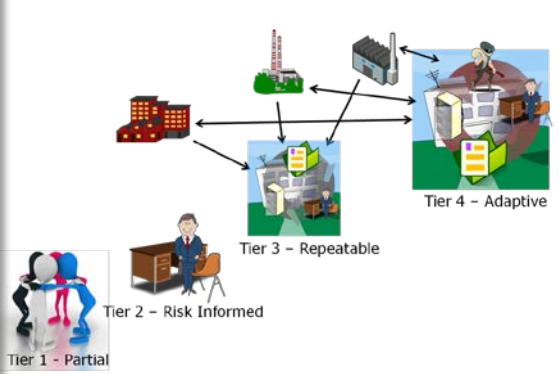 Tier 4 – Adaptive
Tier 3 – Repeatable
Tier 2 – Risk Informed
Tier 1 - Partial